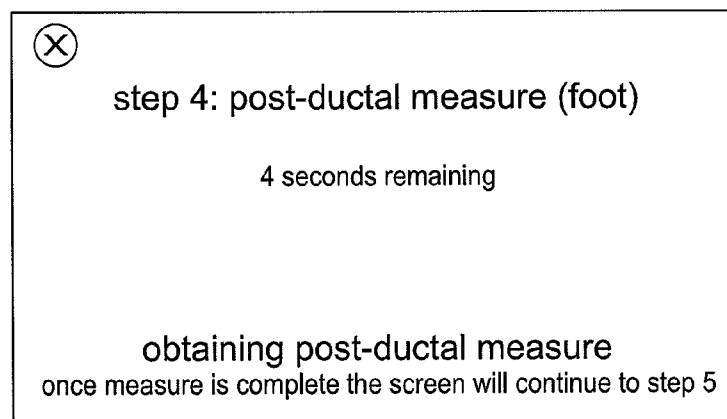 X
step 4: post-ductal measure (foot)
4 seconds remaining
obtaining post-ductal measure
once measure is complete the screen will continue to step 5